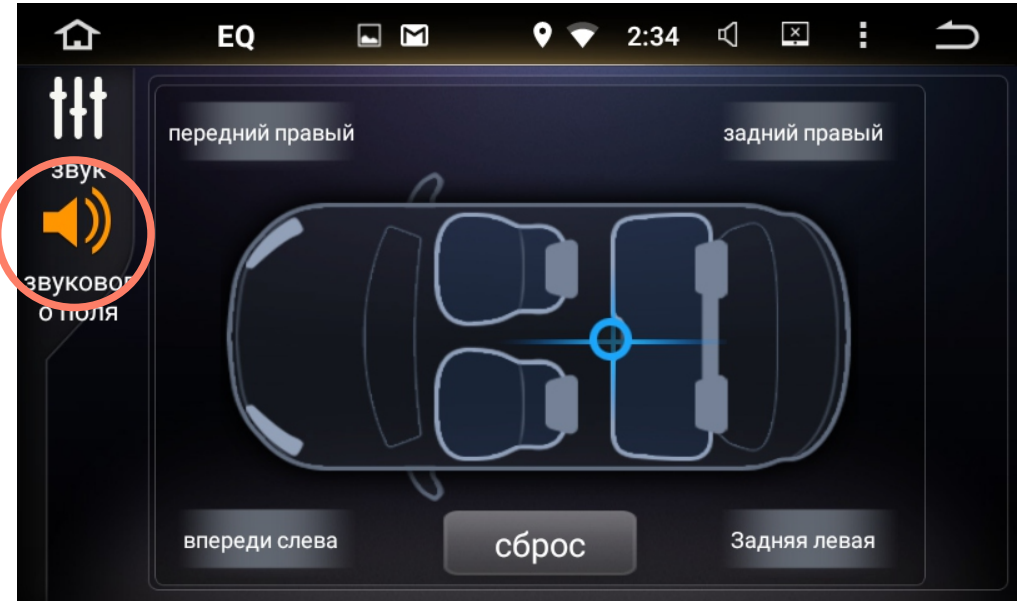 EQ
2:34
звук
звуковог
о поля
передний правый
задний правый
впереди слева
сброс
Задняя левая